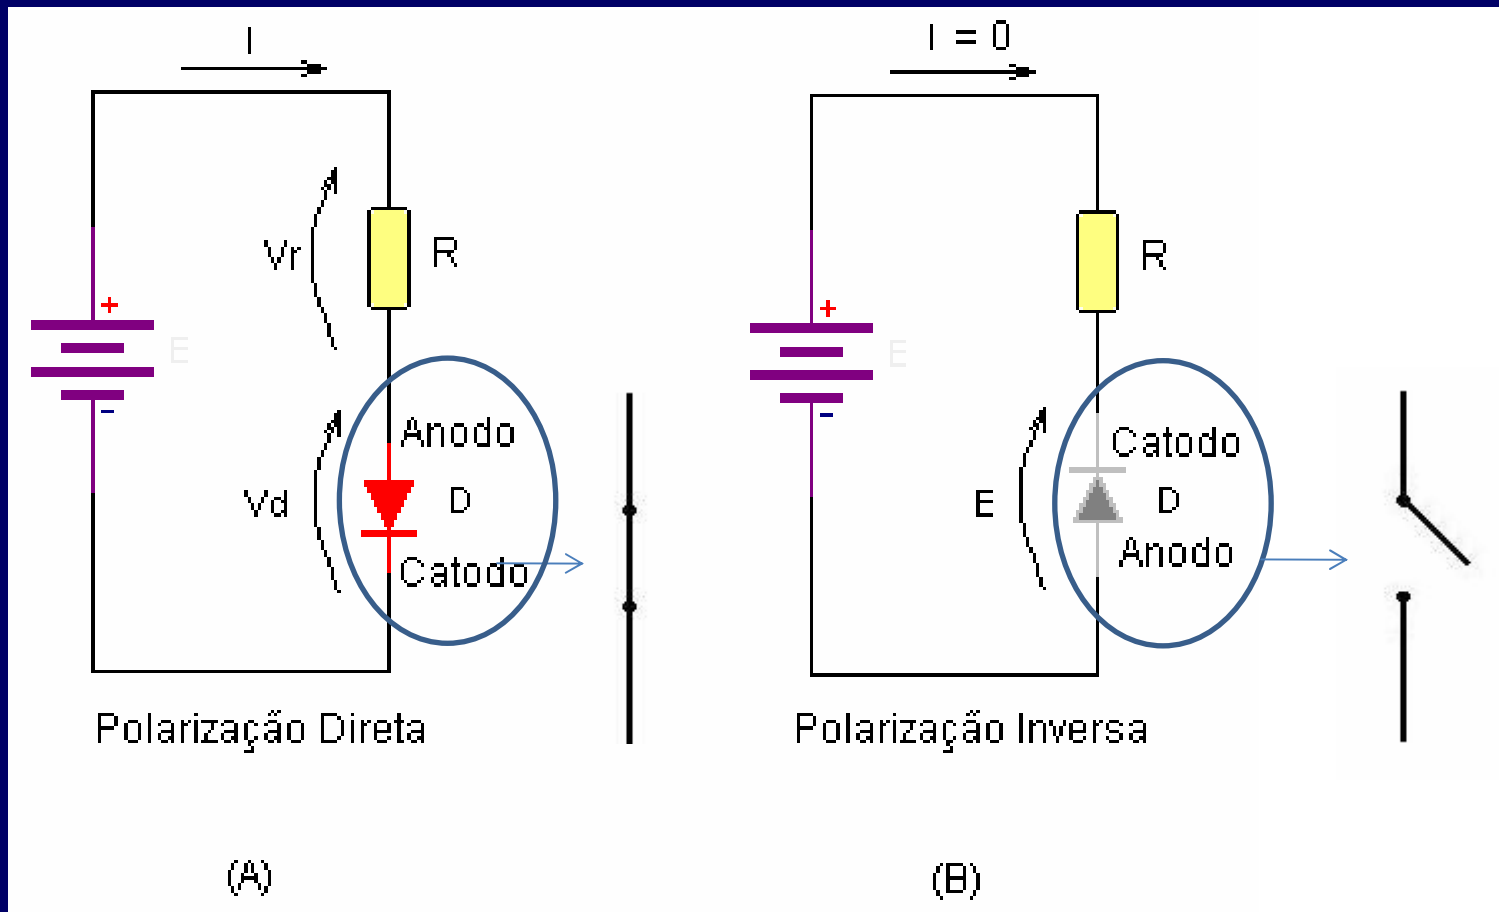 I
Vr
R
+
E
-
Anodo
Vd
D
Catodo
Polarização Direta
(A)
I = 0
R
+
E
-
Catodo
E
D
Anodo
Polarização Inversa
(B)